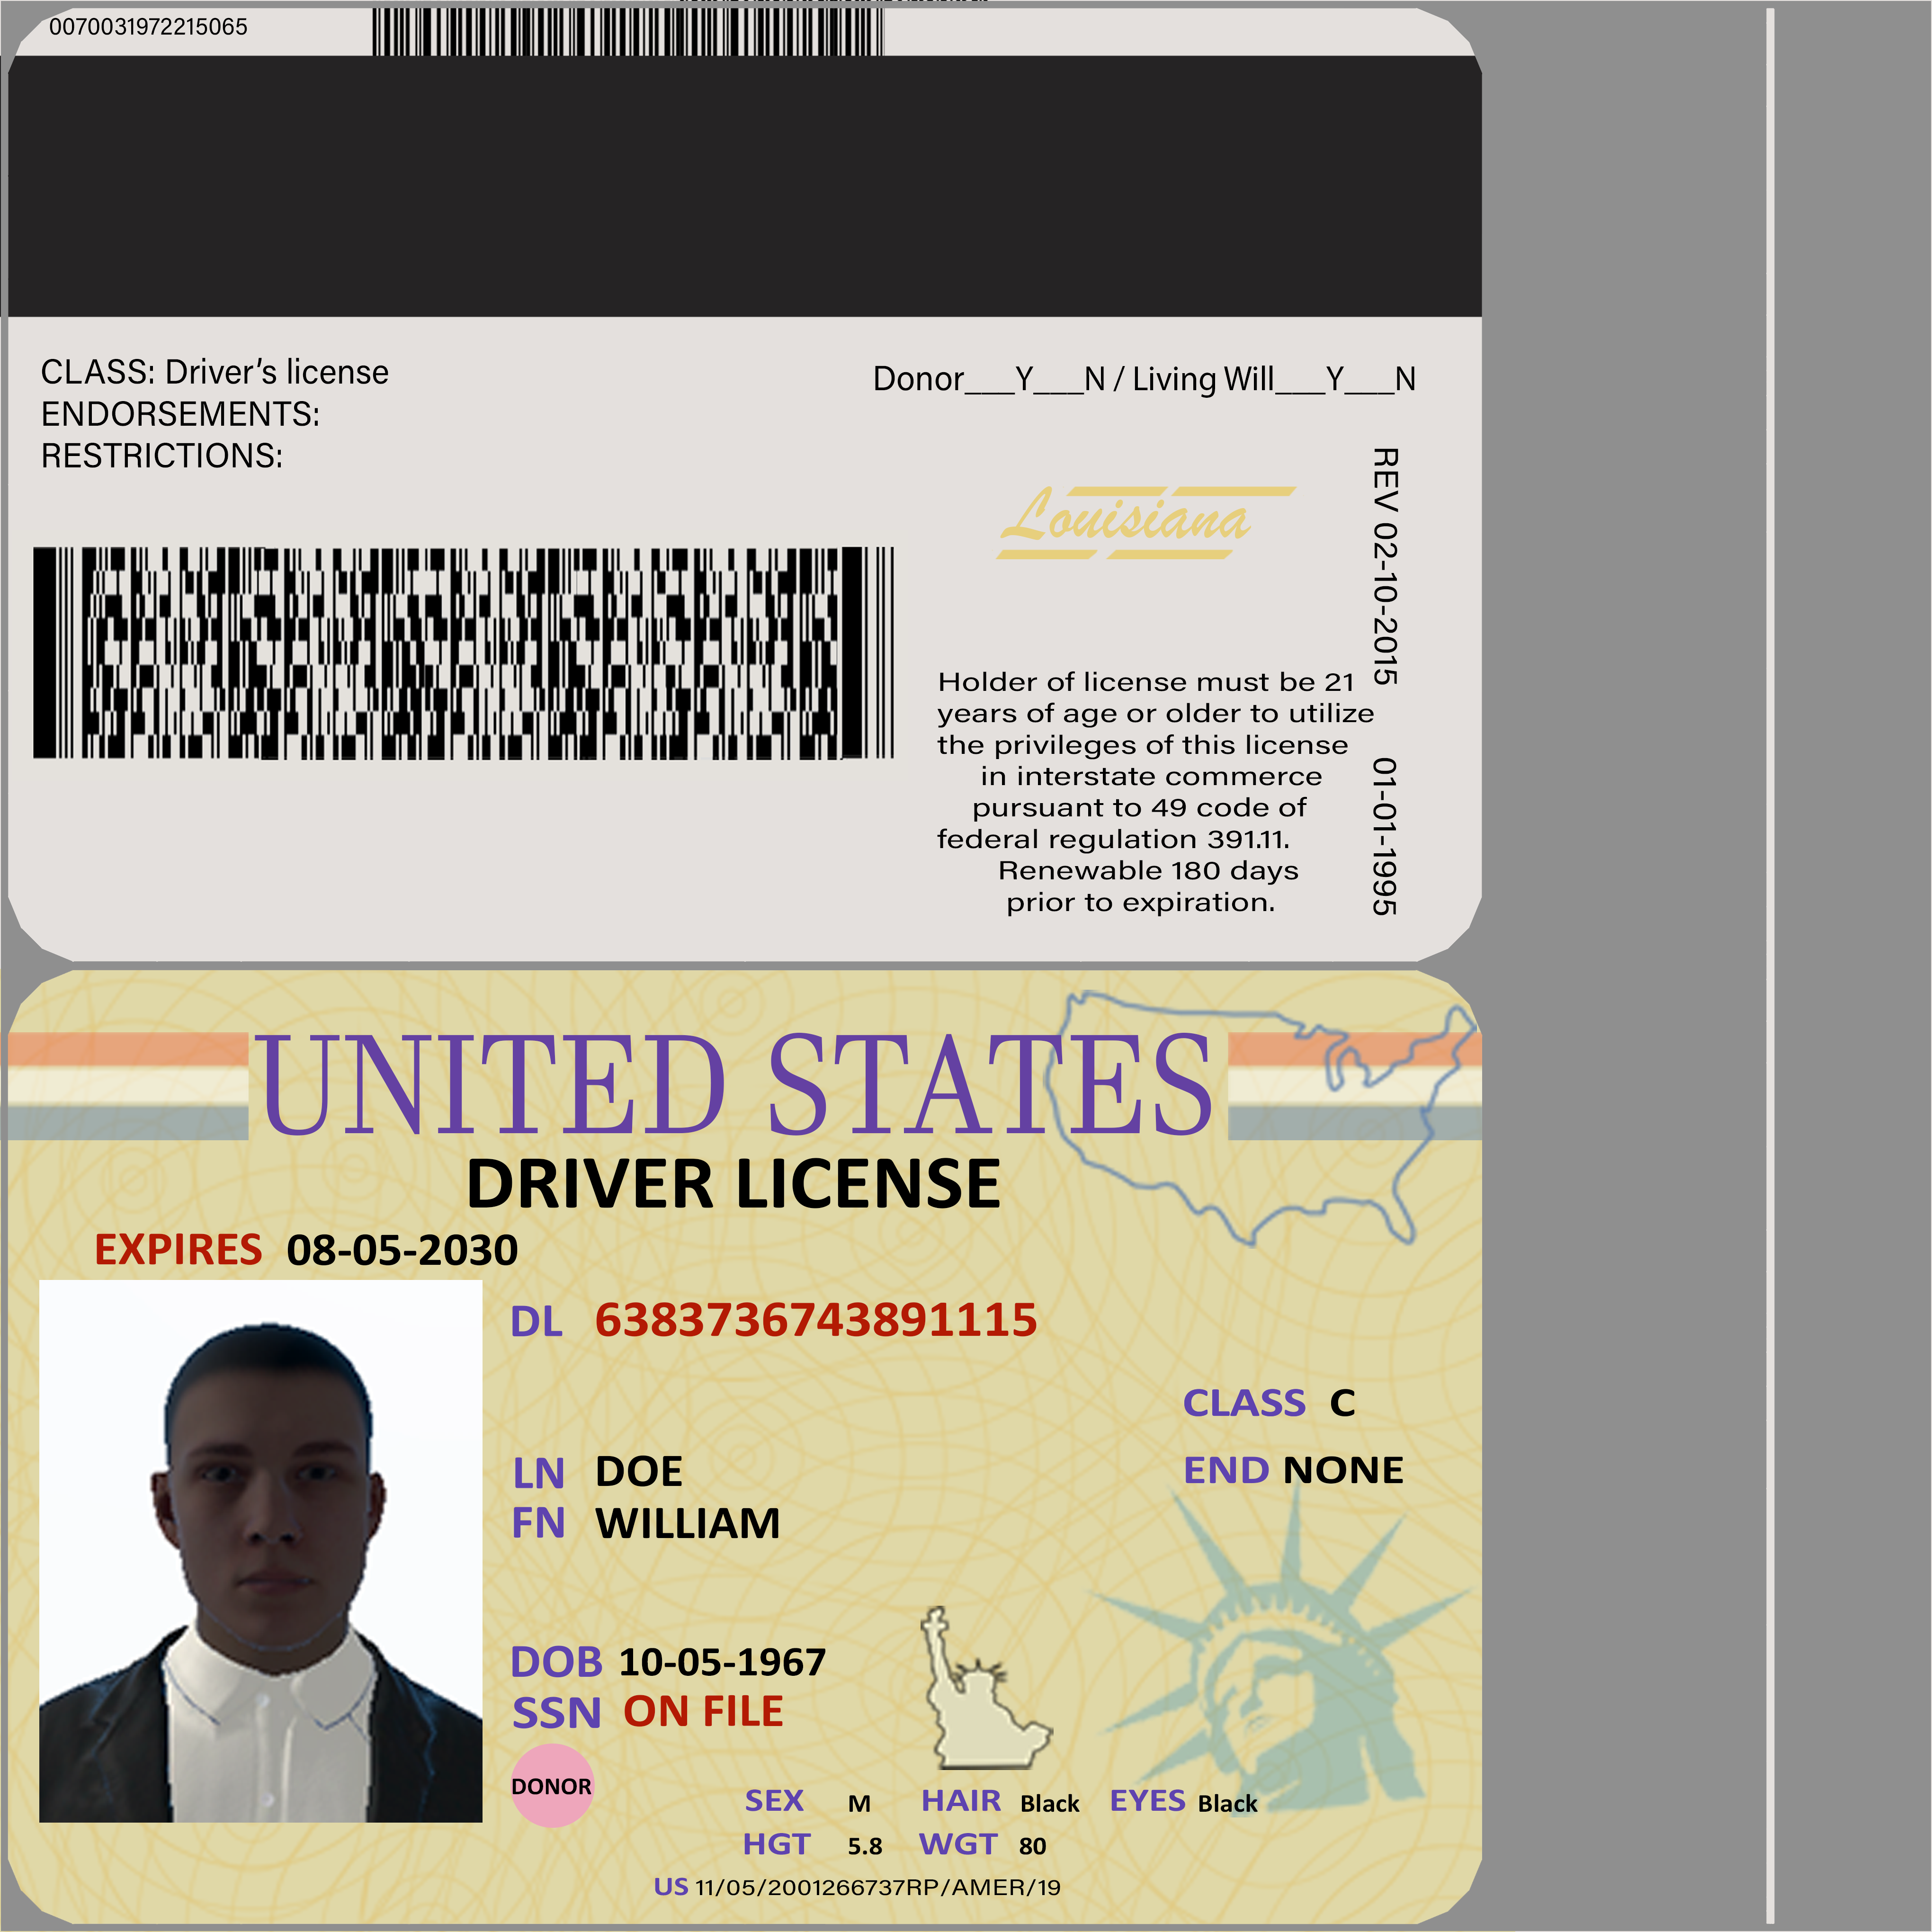 0070031972215065
CLASS: Driver's license
ENDORSEMENTS:
RESTRICTIONS:
Donor___Y___N / Living Will___Y___N
Louisiana
REV 02-10-2015 01-01-1995
Holder of license must be 21
years of age or older to utilize
the privileges of this license
in interstate commerce
pursuant to 49 code of
federal regulation 391.11.
Renewable 180 days
prior to expiration.
UNITED STATES
DRIVER LICENSE
EXPIRES 08-05-2030
DL 6383736743891115
CLASS C
END NONE
LN DOE
FN WILLIAM
DOB 10-05-1967
SSN ON FILE
DONOR
SEX M HAIR Black EYES Black
HGT 5.8 WGT 80
US 11/05/2001266737RP/AMER/19